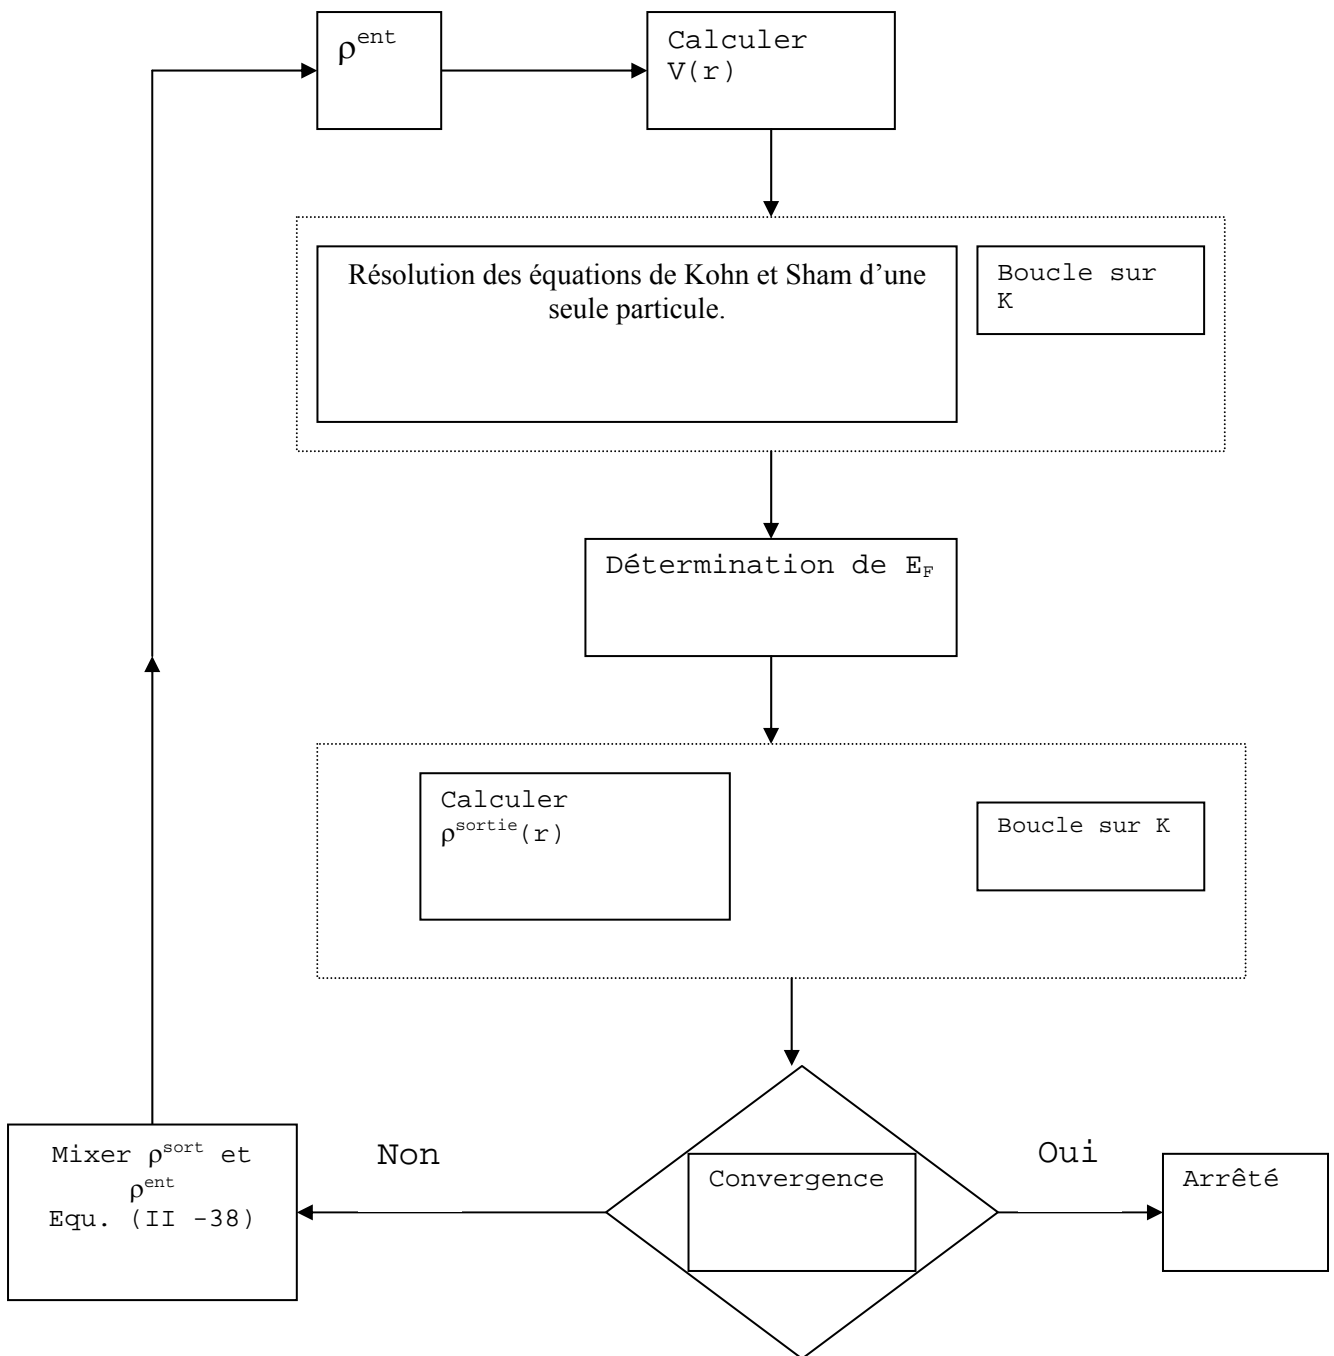 ρ^ent
Calculer
V(r)
Résolution des équations de Kohn et Sham d’une
seule particule.
Boucle sur
K
Détermination de E_F
Calculer
ρ^sortie(r)
Boucle sur K
Mixer ρ^sort et
ρ^ent
Equ. (II -38)
Non
Convergence
Oui
Arrêté